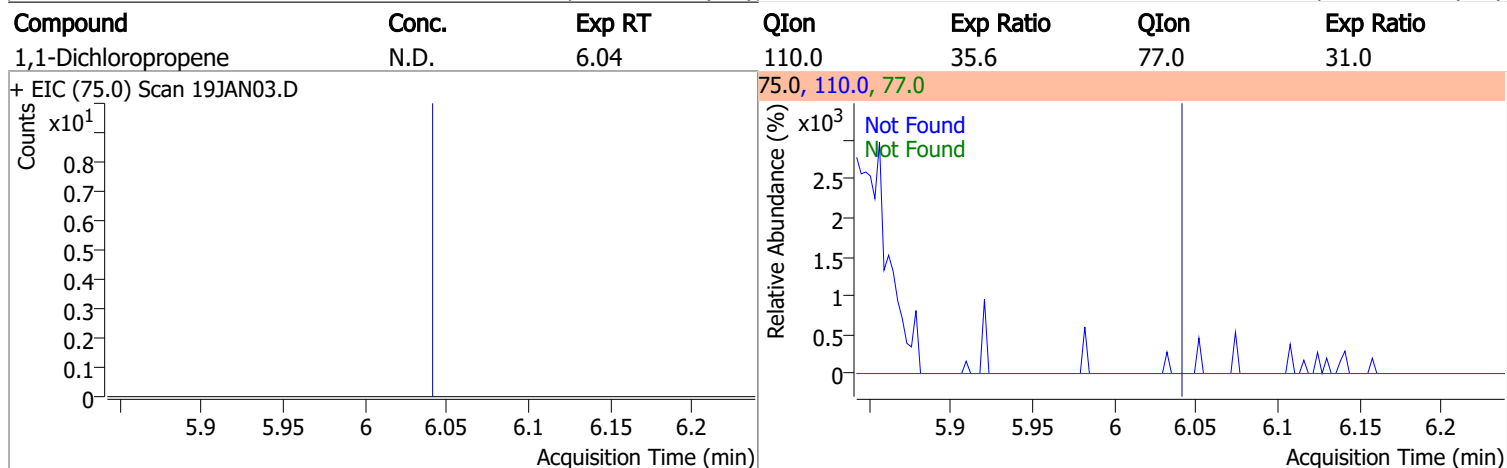 Compound Conc. Exp RT QIon Exp Ratio QIon Exp Ratio
1,1-Dichloropropene N.D. 6.04 110.0 35.6 77.0 31.0
+ EIC (75.0) Scan 19JAN03.D
Counts
x10¹
0.8
0.7
0.6
0.5
0.4
0.3
0.2
0.1
0
5.9 5.95 6 6.05 6.1 6.15 6.2
Acquisition Time (min)
75.0, 110.0, 77.0
Relative Abundance (%)
x10³
Not Found
Not Found
2.5
2
1.5
1
0.5
0
5.9 5.95 6 6.05 6.1 6.15 6.2
Acquisition Time (min)